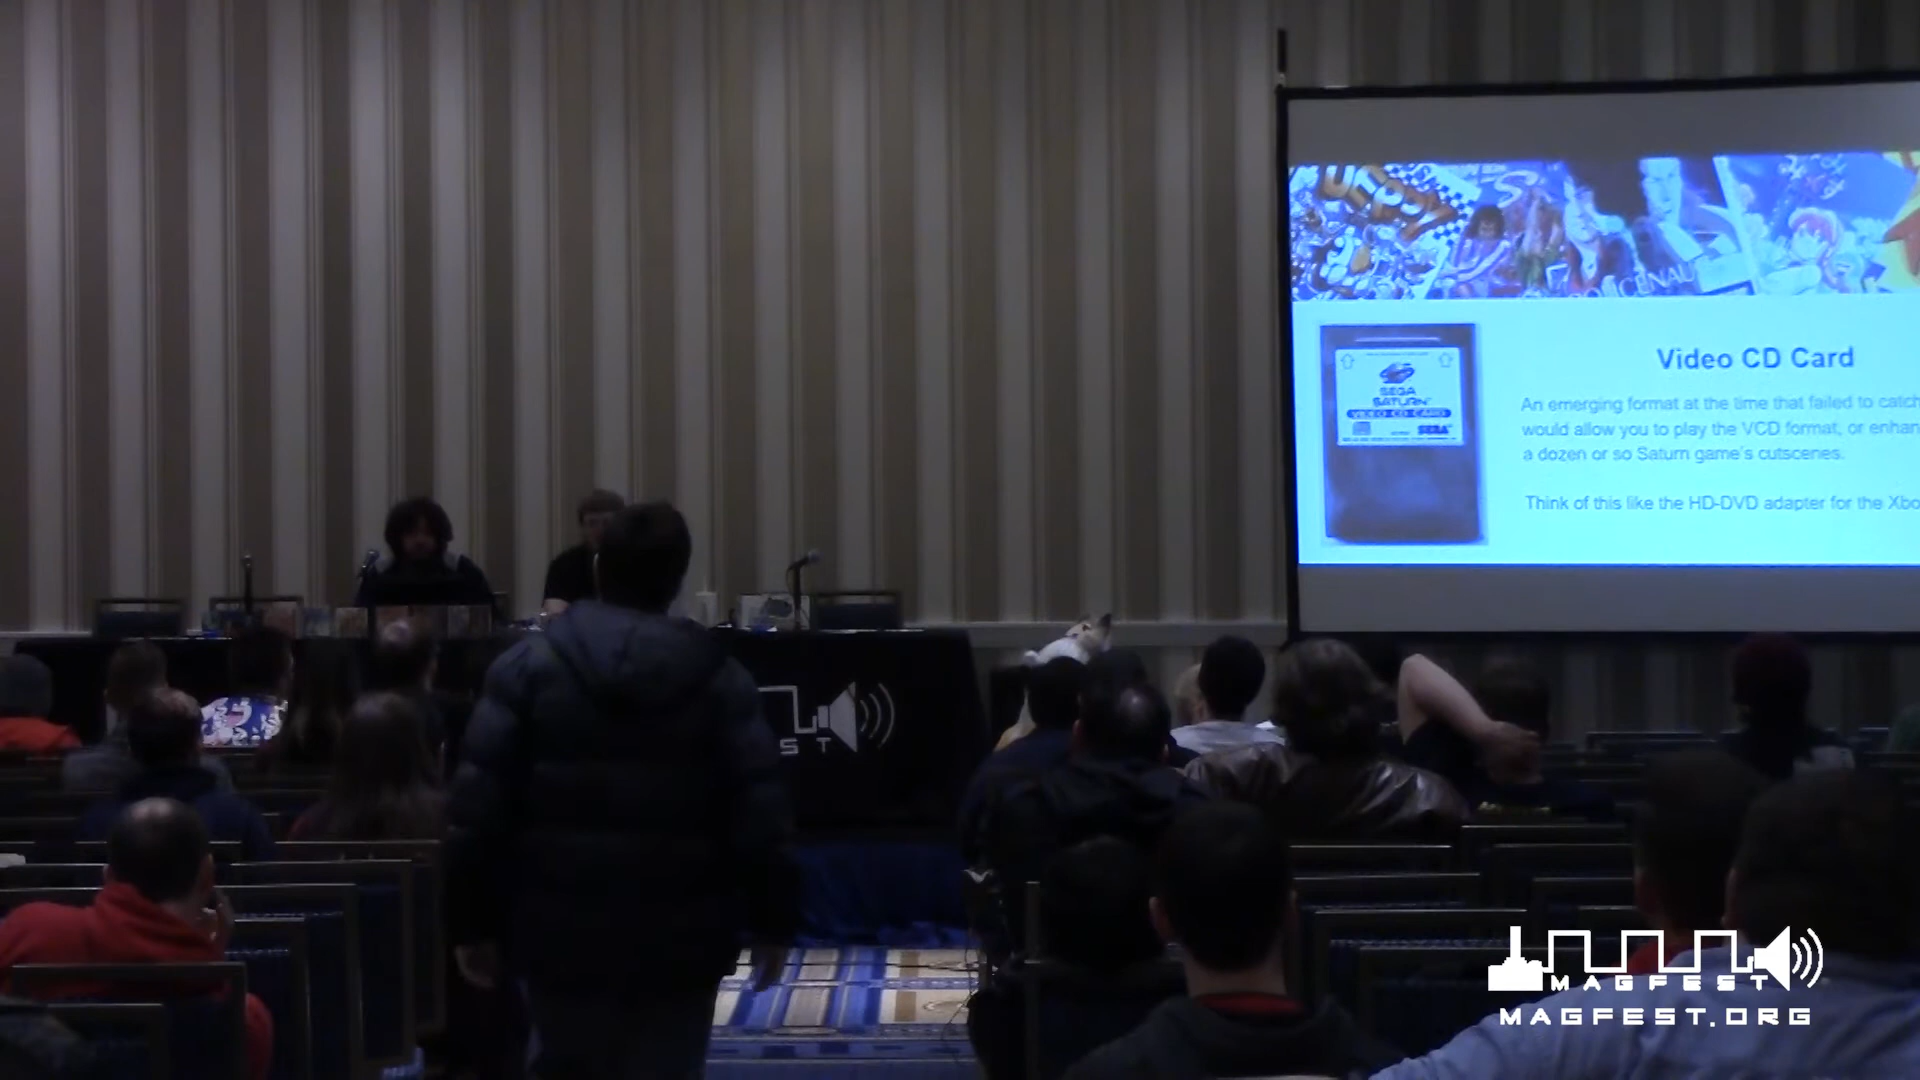 Video CD Card
An emerging format at the time that failed to catch
would allow you to play the VCD format, or enhan
a dozen or so Saturn game's cutscenes.
Think of this like the HD-DVD adapter for the Xbo
SEGA
SATURN
VIDEO CD CARD
SEGA
ST
MAGFEST
MAGFEST.ORG